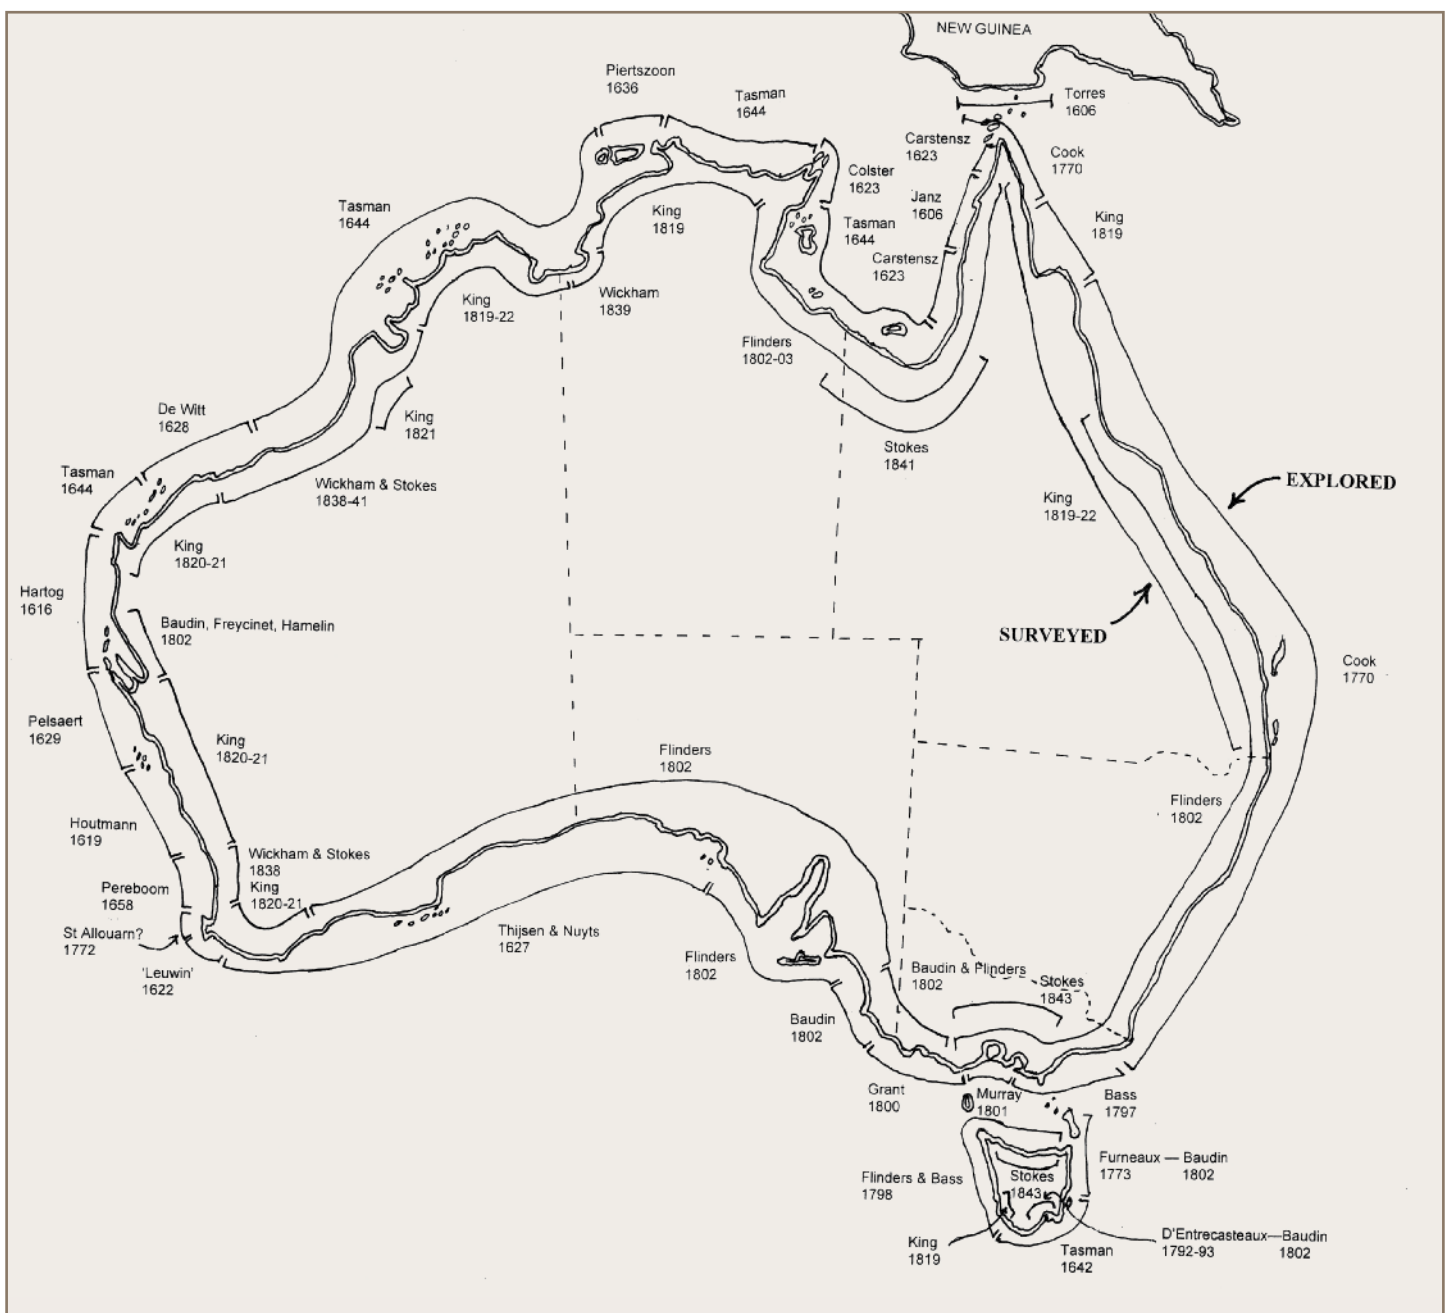 NEW GUINEA
Piertszoon
1636
Tasman
1644
Torres
1606
Carstensz
1623
Cook
1770
Colster
1623
Janz
1606
Tasman
1644
King
1819
Tasman
1644
King
1819
Carstensz
1623
King
1819-22
Wickham
1839
Flinders
1802-03
De Witt
1628
King
1821
Stokes
1841
Tasman
1644
Wickham & Stokes
1838-41
EXPLORED
King
1819-22
King
1820-21
Hartog
1616
Baudin, Freycinet, Hamelin
1802
SURVEYED
Cook
1770
Pelsaert
1629
King
1820-21
Flinders
1802
Flinders
1802
Houtmann
1619
Wickham & Stokes
1838
King
1820-21
Pereboom
1658
St Allouarn?
1772
'Leuwin'
1622
Thijsen & Nuyts
1627
Flinders
1802
Baudin & Flinders
1802
Stokes
1843
Baudin
1802
Grant
1800
Murray
1801
Bass
1797
Flinders & Bass
1798
Stokes
1843
Furneaux — Baudin
1773 1802
King
1819
Tasman
1642
D'Entrecasteaux—Baudin
1792-93 1802